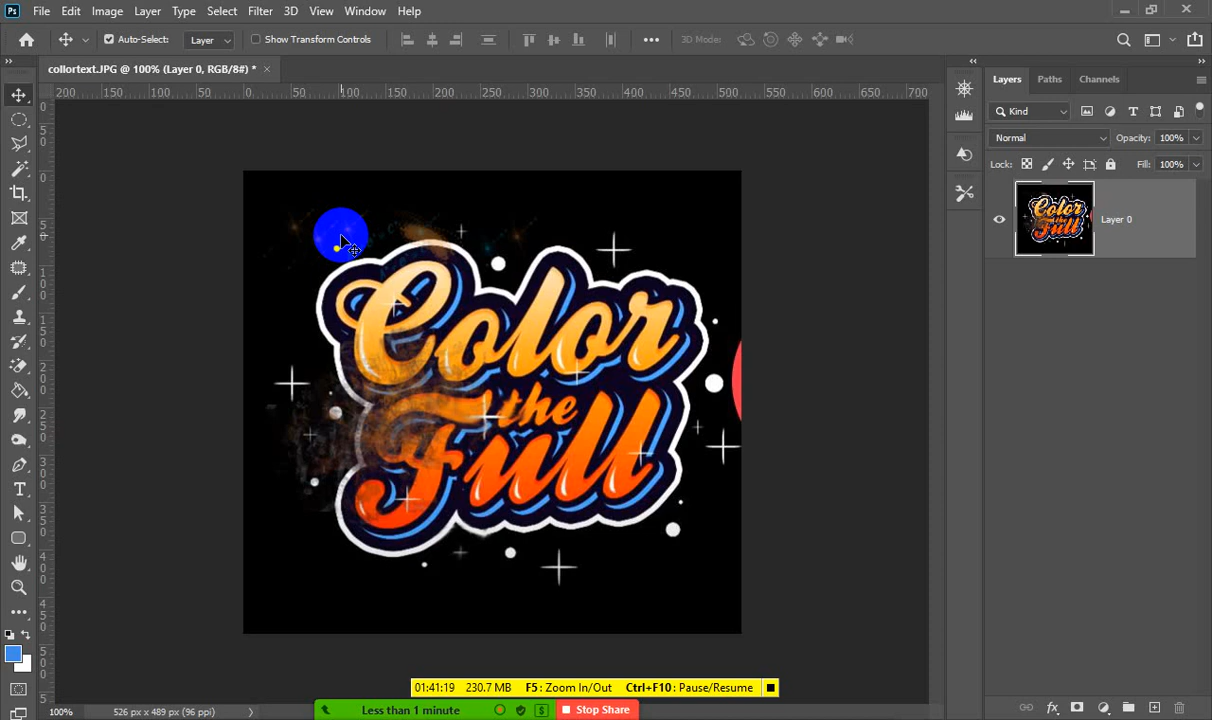 Ps File Edit Image Layer Type Select Filter 3D View Window Help
Auto-Select: Layer Show Transform Controls ••• 3D Mode:
collortext.JPG @ 100% (Layer 0, RGB/8#) * ×
200 150 100 50 0 50 100 150 200 250 300 350 400 450 500 550 600 650 700
Layers Paths Channels
Kind
Normal Opacity: 100%
Lock: Fill: 100%
Layer 0
Color
the
Full
01:41:19 230.7 MB F5: Zoom In/Out Ctrl+F10: Pause/Resume
Less than 1 minute Stop Share
100% 526 px x 489 px (96 ppi)